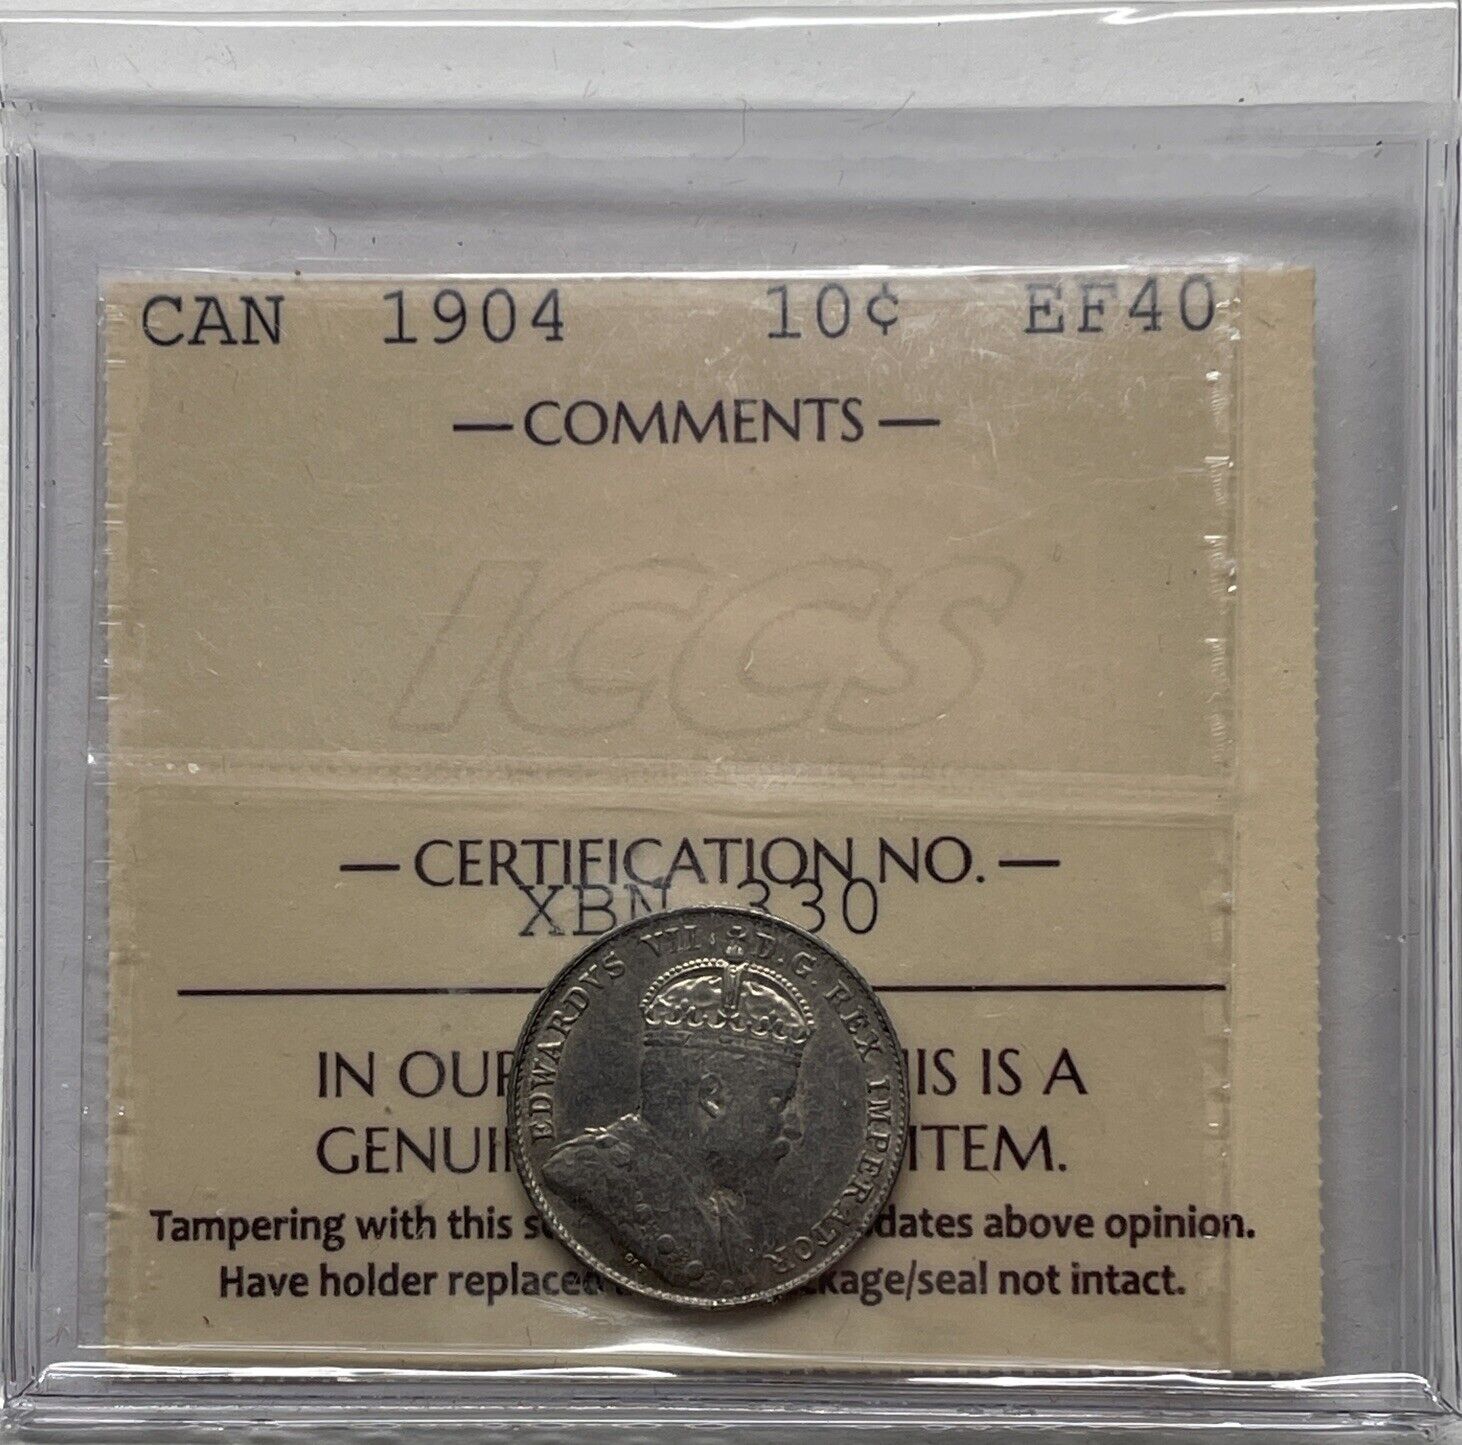 CAN 1904 10¢ EF40
— COMMENTS —
ICCS
— CERTIFICATION NO. —
XBN 330
EDWARDVS VII D. G. REX IMPERATOR
IN OUR IS IS A
GENUI ITEM.
Tampering with this dates above opinion.
Have holder replaced kage/seal not intact.